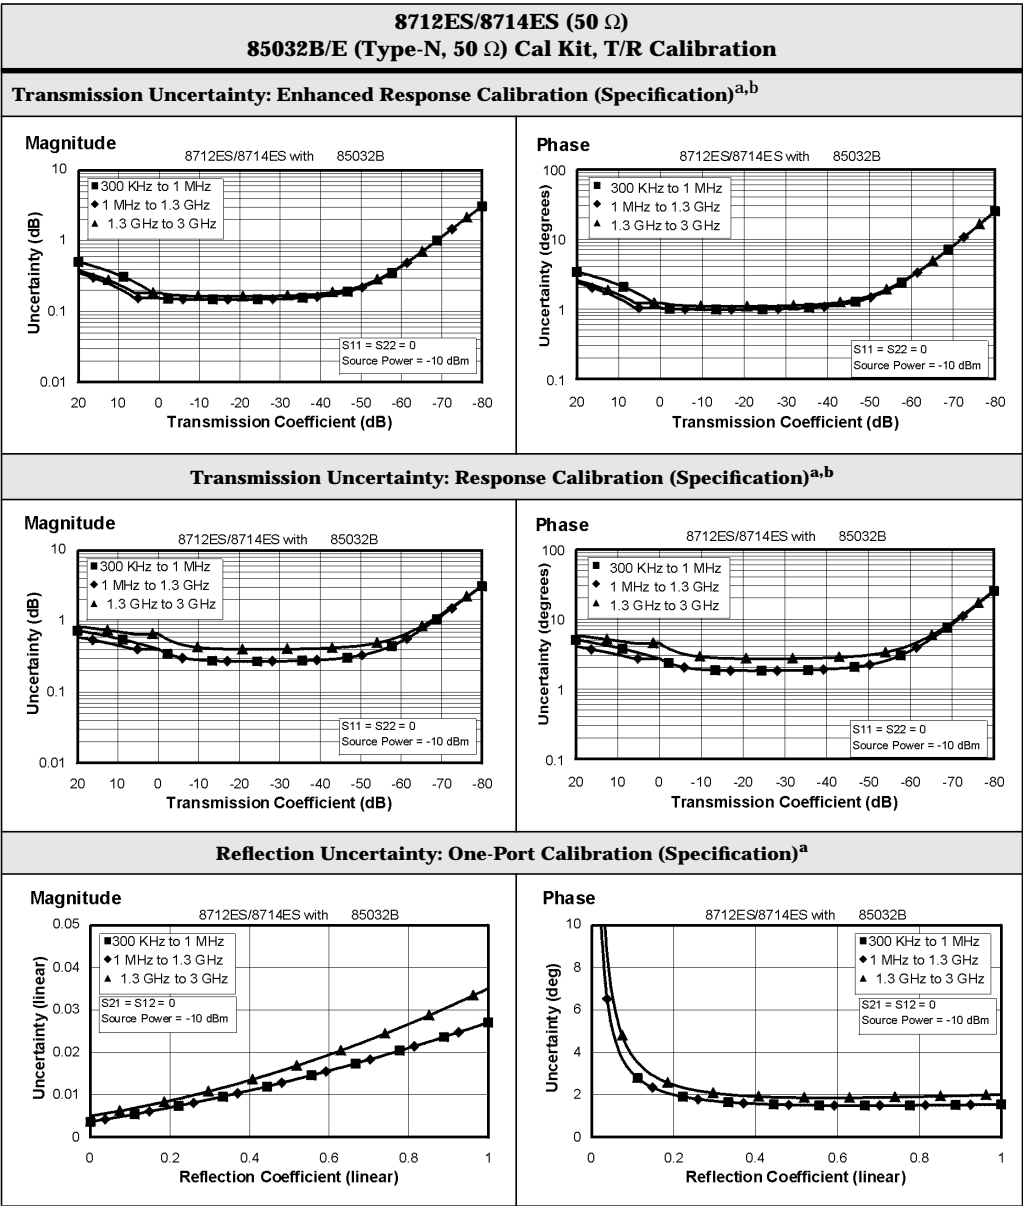 8712ES/8714ES (50 Ω)
85032B/E (Type-N, 50 Ω) Cal Kit, T/R Calibration
Transmission Uncertainty: Enhanced Response Calibration (Specification)a,b
Magnitude
8712ES/8714ES with 85032B
Uncertainty (dB)
10
1
0.1
0.01
300 KHz to 1 MHz
1 MHz to 1.3 GHz
1.3 GHz to 3 GHz
S11 = S22 = 0
Source Power = -10 dBm
20 10 0 -10 -20 -30 -40 -50 -60 -70 -80
Transmission Coefficient (dB)
Phase
8712ES/8714ES with 85032B
Uncertainty (degrees)
100
10
1
0.1
300 KHz to 1 MHz
1 MHz to 1.3 GHz
1.3 GHz to 3 GHz
S11 = S22 = 0
Source Power = -10 dBm
20 10 0 -10 -20 -30 -40 -50 -60 -70 -80
Transmission Coefficient (dB)
Transmission Uncertainty: Response Calibration (Specification)a,b
Magnitude
8712ES/8714ES with 85032B
Uncertainty (dB)
10
1
0.1
0.01
300 KHz to 1 MHz
1 MHz to 1.3 GHz
1.3 GHz to 3 GHz
S11 = S22 = 0
Source Power = -10 dBm
20 10 0 -10 -20 -30 -40 -50 -60 -70 -80
Transmission Coefficient (dB)
Phase
8712ES/8714ES with 85032B
Uncertainty (degrees)
100
10
1
0.1
300 KHz to 1 MHz
1 MHz to 1.3 GHz
1.3 GHz to 3 GHz
S11 = S22 = 0
Source Power = -10 dBm
20 10 0 -10 -20 -30 -40 -50 -60 -70 -80
Transmission Coefficient (dB)
Reflection Uncertainty: One-Port Calibration (Specification)a
Magnitude
8712ES/8714ES with 85032B
Uncertainty (linear)
0.05
0.04
0.03
0.02
0.01
0
300 KHz to 1 MHz
1 MHz to 1.3 GHz
1.3 GHz to 3 GHz
S21 = S12 = 0
Source Power = -10 dBm
0 0.2 0.4 0.6 0.8 1
Reflection Coefficient (linear)
Phase
8712ES/8714ES with 85032B
Uncertainty (deg)
10
8
6
4
2
0
300 KHz to 1 MHz
1 MHz to 1.3 GHz
1.3 GHz to 3 GHz
S21 = S12 = 0
Source Power = -10 dBm
0 0.2 0.4 0.6 0.8 1
Reflection Coefficient (linear)